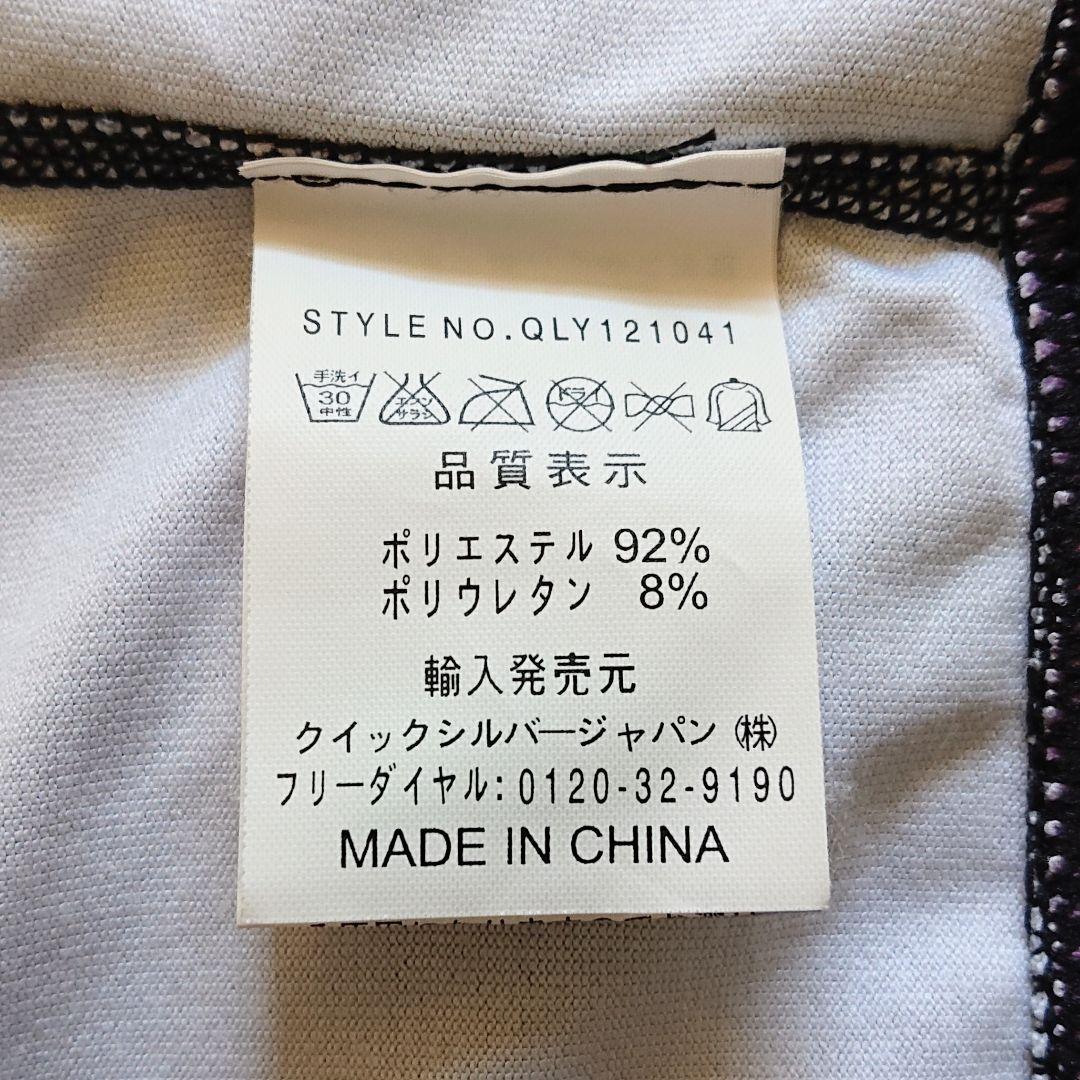 STYLE NO.QLY121041
手洗イ
30
中性
エンソ
サラシ
ドライ
品質表示
ポリエステル 92%
ポリウレタン 8%
輸入発売元
クイックシルバージャパン (株)
フリーダイヤル: 0120-32-9190
MADE IN CHINA